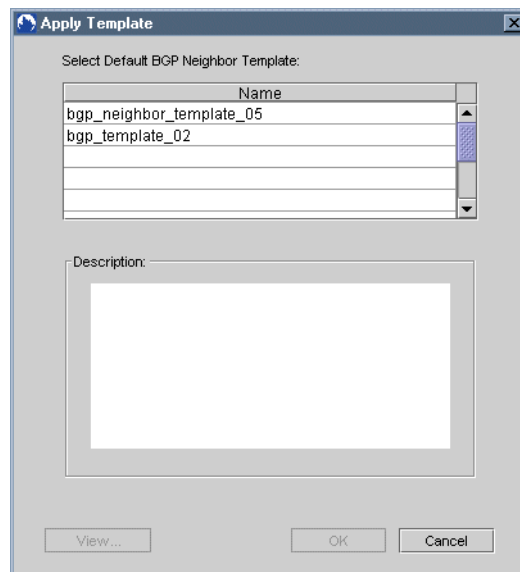 Apply Template
Select Default BGP Neighbor Template:
Name
bgp_neighbor_template_05
bgp_template_02
Description:
View...
OK
Cancel